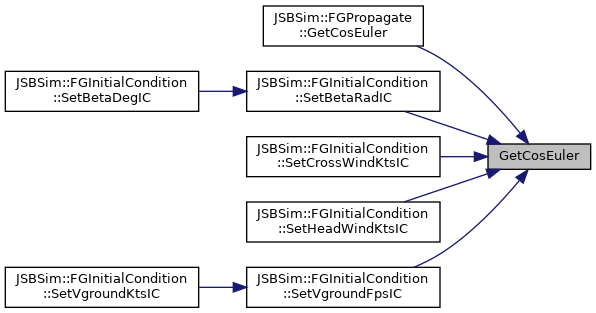 JSBSim::FGPropagate
::GetCosEuler
JSBSim::FGInitialCondition
::SetBetaDegIC
JSBSim::FGInitialCondition
::SetBetaRadIC
JSBSim::FGInitialCondition
::SetCrossWindKtsIC
GetCosEuler
JSBSim::FGInitialCondition
::SetHeadWindKtsIC
JSBSim::FGInitialCondition
::SetVgroundKtsIC
JSBSim::FGInitialCondition
::SetVgroundFpsIC